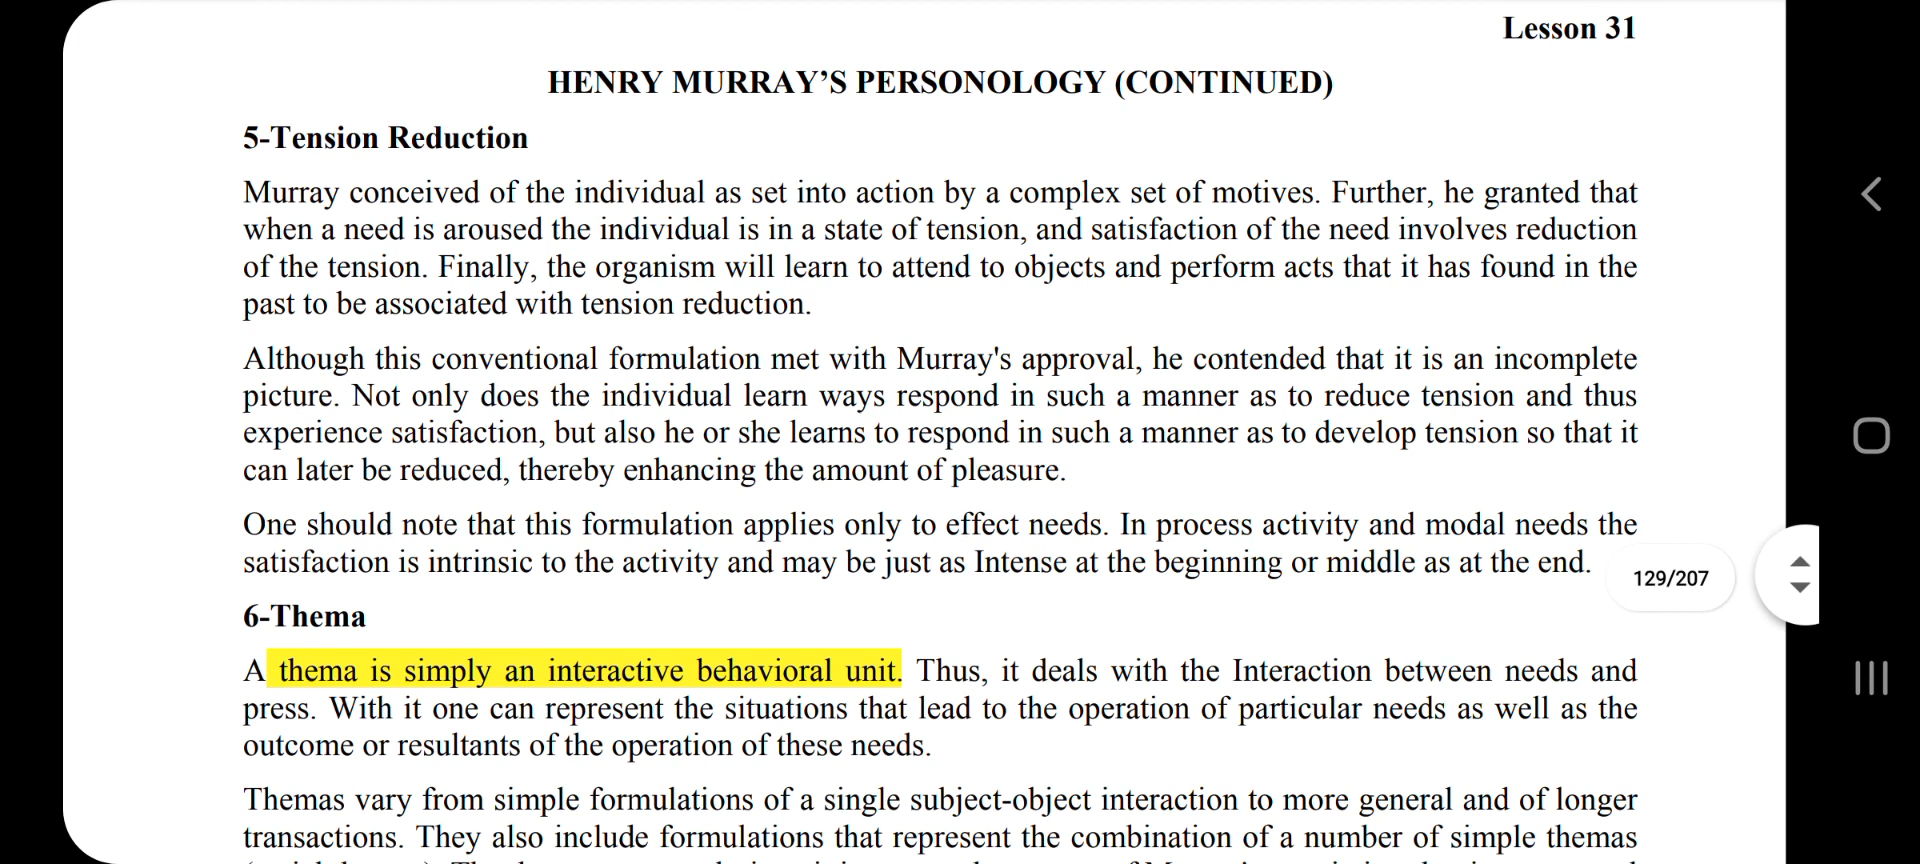 Lesson 31
HENRY MURRAY’S PERSONOLOGY (CONTINUED)
5-Tension Reduction
Murray conceived of the individual as set into action by a complex set of motives. Further, he granted that
when a need is aroused the individual is in a state of tension, and satisfaction of the need involves reduction
of the tension. Finally, the organism will learn to attend to objects and perform acts that it has found in the
past to be associated with tension reduction.
Although this conventional formulation met with Murray's approval, he contended that it is an incomplete
picture. Not only does the individual learn ways respond in such a manner as to reduce tension and thus
experience satisfaction, but also he or she learns to respond in such a manner as to develop tension so that it
can later be reduced, thereby enhancing the amount of pleasure.
One should note that this formulation applies only to effect needs. In process activity and modal needs the
satisfaction is intrinsic to the activity and may be just as Intense at the beginning or middle as at the end.
129/207
6-Thema
A thema is simply an interactive behavioral unit. Thus, it deals with the Interaction between needs and
press. With it one can represent the situations that lead to the operation of particular needs as well as the
outcome or resultants of the operation of these needs.
Themas vary from simple formulations of a single subject-object interaction to more general and of longer
transactions. They also include formulations that represent the combination of a number of simple themas